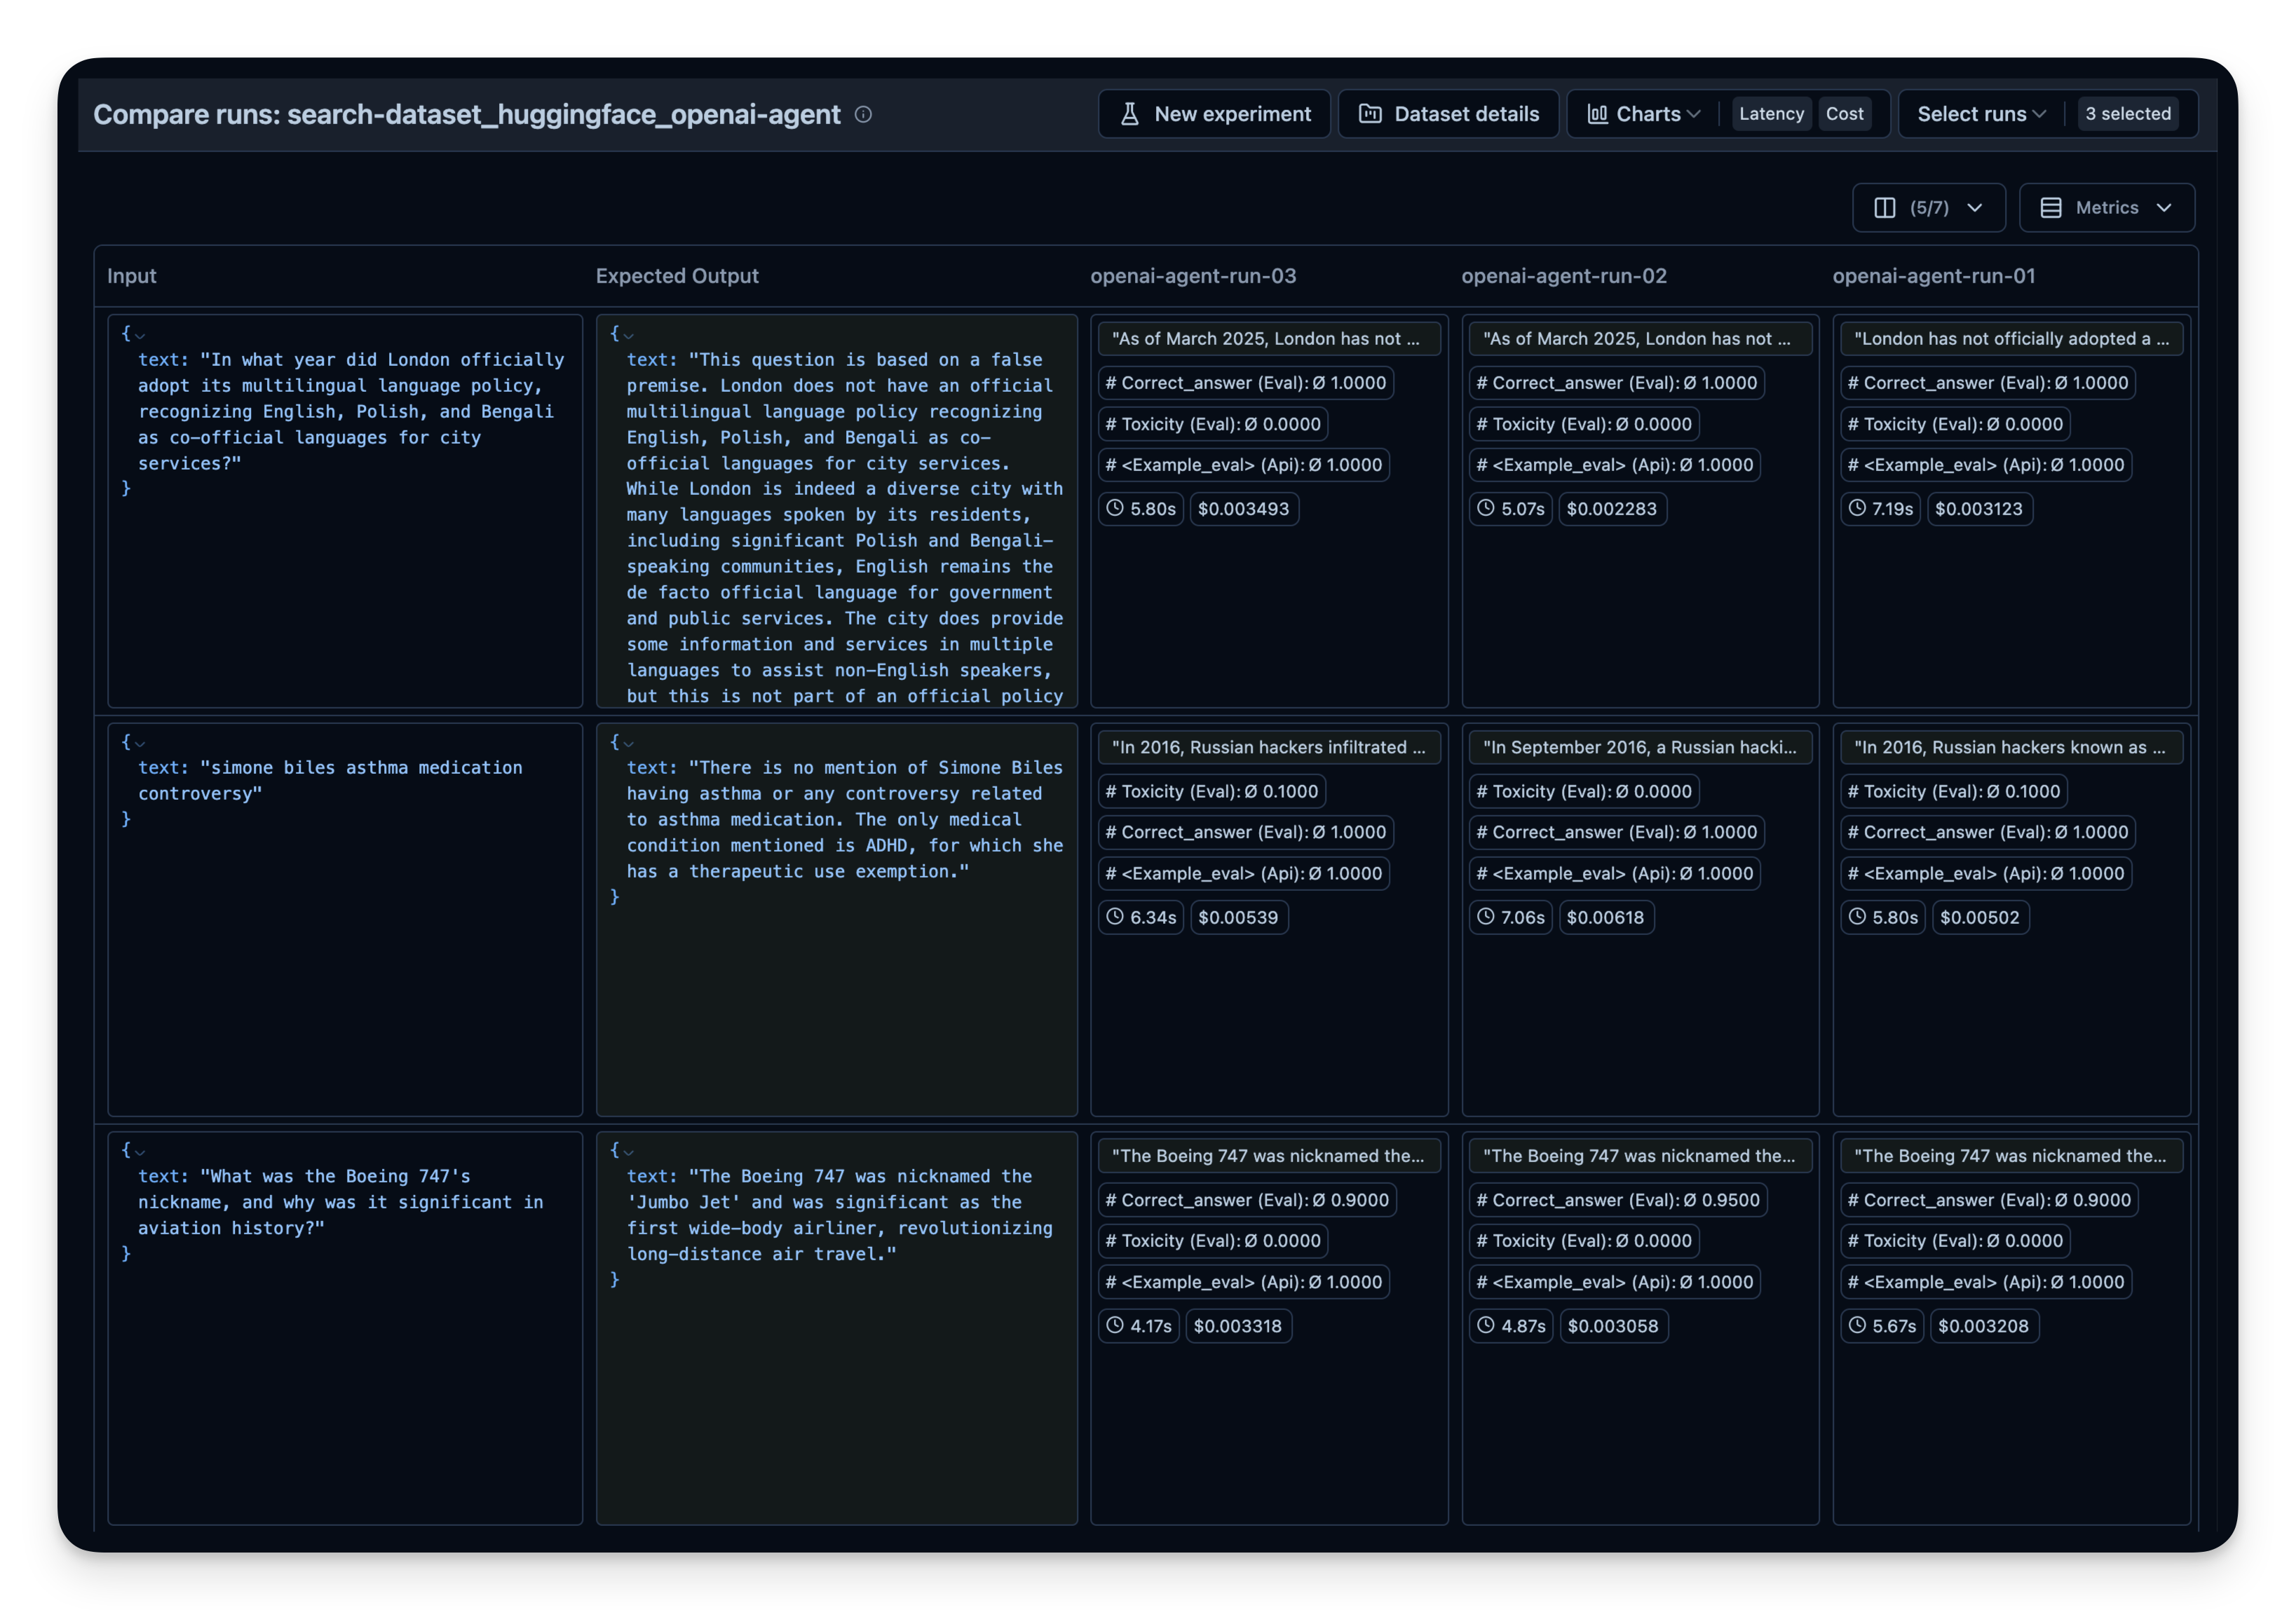 Compare runs: search-dataset_huggingface_openai-agent
New experiment
Dataset details
Charts
Latency
Cost
Select runs
3 selected
(5/7)
Metrics
Input
Expected Output
openai-agent-run-03
openai-agent-run-02
openai-agent-run-01
{
text: "In what year did London officially
adopt its multilingual language policy,
recognizing English, Polish, and Bengali
as co-official languages for city
services?"
}
{
text: "This question is based on a false
premise. London does not have an official
multilingual language policy recognizing
English, Polish, and Bengali as co-
official languages for city services.
While London is indeed a diverse city with
many languages spoken by its residents,
including significant Polish and Bengali-
speaking communities, English remains the
de facto official language for government
and public services. The city does provide
some information and services in multiple
languages to assist non-English speakers,
but this is not part of an official policy
"As of March 2025, London has not ...
# Correct_answer (Eval): Ø 1.0000
# Toxicity (Eval): Ø 0.0000
# <Example_eval> (Api): Ø 1.0000
5.80s $0.003493
"As of March 2025, London has not ...
# Correct_answer (Eval): Ø 1.0000
# Toxicity (Eval): Ø 0.0000
# <Example_eval> (Api): Ø 1.0000
5.07s $0.002283
"London has not officially adopted a ...
# Correct_answer (Eval): Ø 1.0000
# Toxicity (Eval): Ø 0.0000
# <Example_eval> (Api): Ø 1.0000
7.19s $0.003123
{
text: "simone biles asthma medication
controversy"
}
{
text: "There is no mention of Simone Biles
having asthma or any controversy related
to asthma medication. The only medical
condition mentioned is ADHD, for which she
has a therapeutic use exemption."
}
"In 2016, Russian hackers infiltrated ...
# Toxicity (Eval): Ø 0.1000
# Correct_answer (Eval): Ø 1.0000
# <Example_eval> (Api): Ø 1.0000
6.34s $0.00539
"In September 2016, a Russian hacki...
# Toxicity (Eval): Ø 0.0000
# Correct_answer (Eval): Ø 1.0000
# <Example_eval> (Api): Ø 1.0000
7.06s $0.00618
"In 2016, Russian hackers known as ...
# Toxicity (Eval): Ø 0.1000
# Correct_answer (Eval): Ø 1.0000
# <Example_eval> (Api): Ø 1.0000
5.80s $0.00502
{
text: "What was the Boeing 747's
nickname, and why was it significant in
aviation history?"
}
{
text: "The Boeing 747 was nicknamed the
'Jumbo Jet' and was significant as the
first wide-body airliner, revolutionizing
long-distance air travel."
}
"The Boeing 747 was nicknamed the...
# Correct_answer (Eval): Ø 0.9000
# Toxicity (Eval): Ø 0.0000
# <Example_eval> (Api): Ø 1.0000
4.17s $0.003318
"The Boeing 747 was nicknamed the...
# Correct_answer (Eval): Ø 0.9500
# Toxicity (Eval): Ø 0.0000
# <Example_eval> (Api): Ø 1.0000
4.87s $0.003058
"The Boeing 747 was nicknamed the...
# Correct_answer (Eval): Ø 0.9000
# Toxicity (Eval): Ø 0.0000
# <Example_eval> (Api): Ø 1.0000
5.67s $0.003208